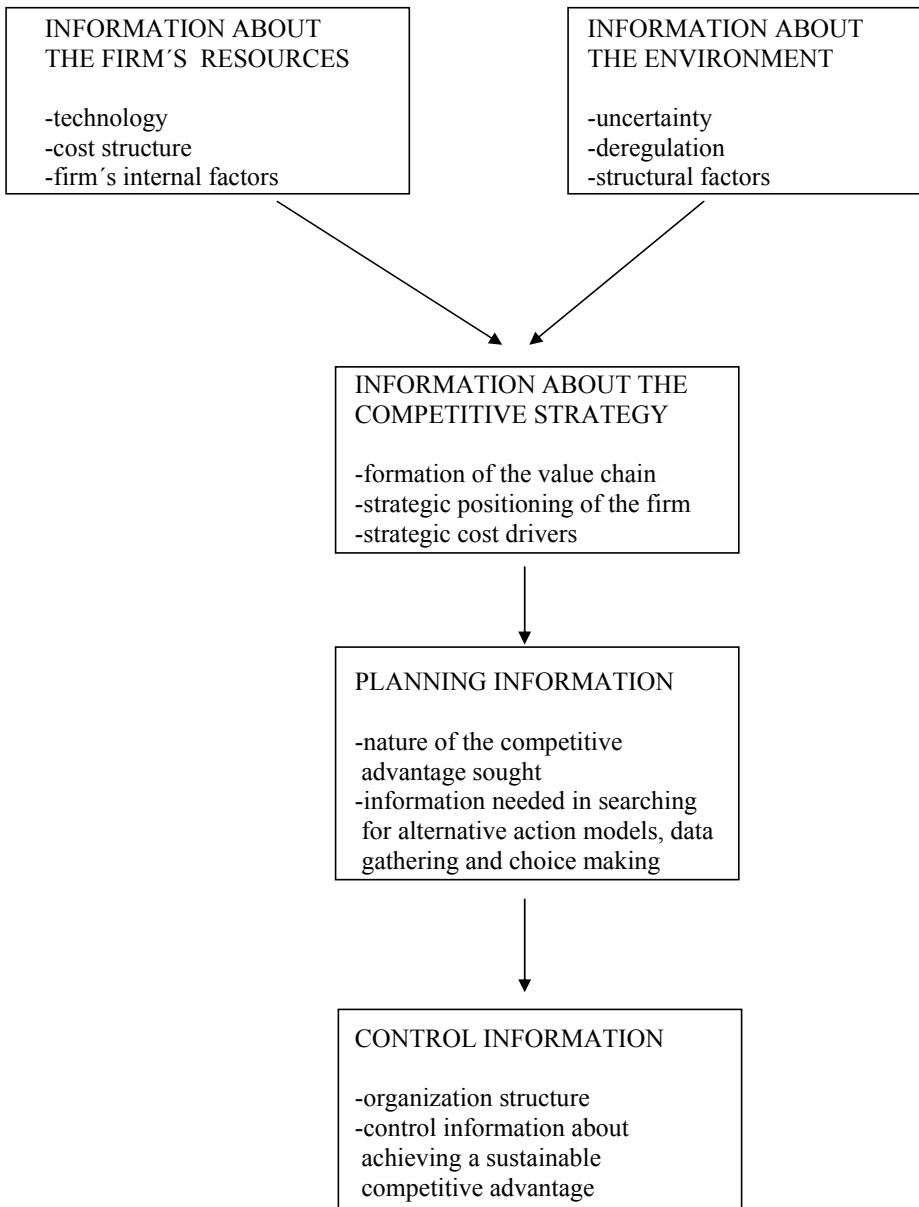 INFORMATION ABOUT
THE FIRM´S  RESOURCES
-technology
-cost structure
-firm´s internal factors
INFORMATION ABOUT
THE ENVIRONMENT
-uncertainty
-deregulation
-structural factors
INFORMATION ABOUT THE
COMPETITIVE STRATEGY
-formation of the value chain
-strategic positioning of the firm
-strategic cost drivers
PLANNING INFORMATION
-nature of the competitive
advantage sought
-information needed in searching
for alternative action models, data
gathering and choice making
CONTROL INFORMATION
-organization structure
-control information about
achieving a sustainable
competitive advantage